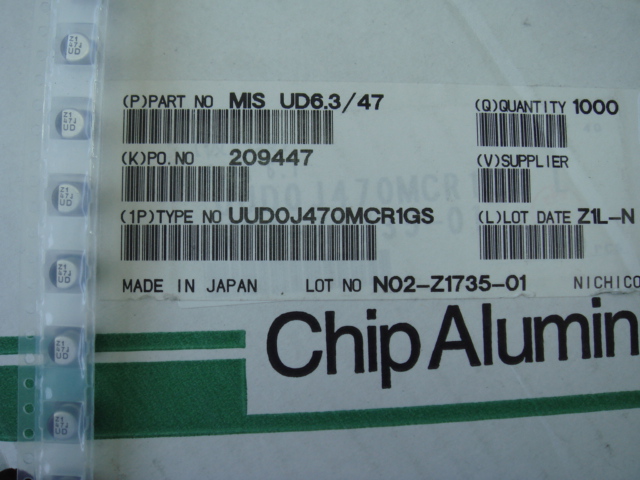 (P)PART NO MIS UD6.3/47 (Q)QUANTITY 1000
(K)PO.NO 209447 (V)SUPPLIER
(1P)TYPE NO UUD0J470MCR1GS (L)LOT DATE Z1L-N
MADE IN JAPAN LOT NO NO2-Z1735-01 NICHICO
Chip Alumin